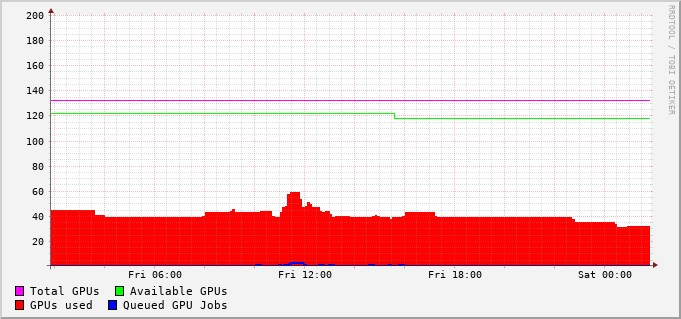 200
180
160
140
120
100
80
60
40
20
Fri 06:00 Fri 12:00 Fri 18:00 Sat 00:00
Total GPUs Available GPUs
GPUs used Queued GPU Jobs
RRDTOOL / TOBI OETIKER